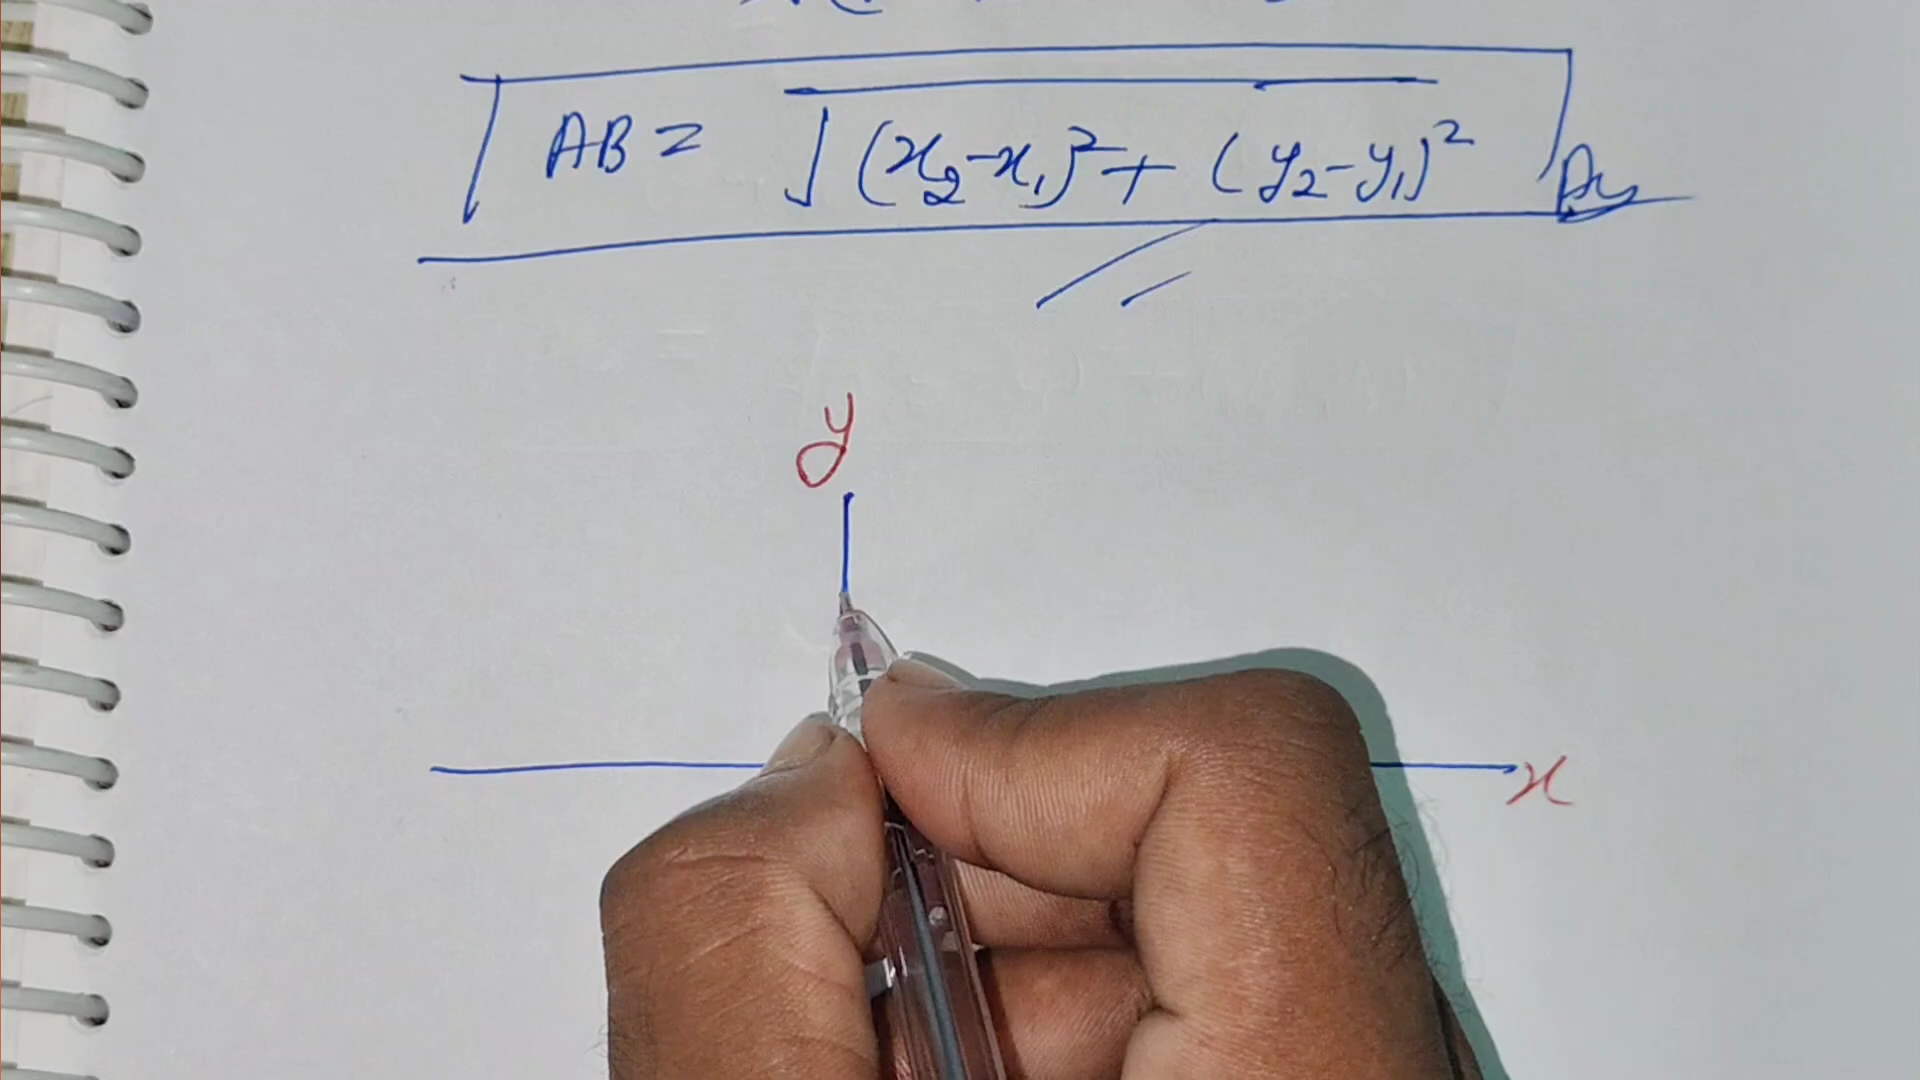 AB = √(x₂-x₁)²+ (y₂-y₁)²
y
x